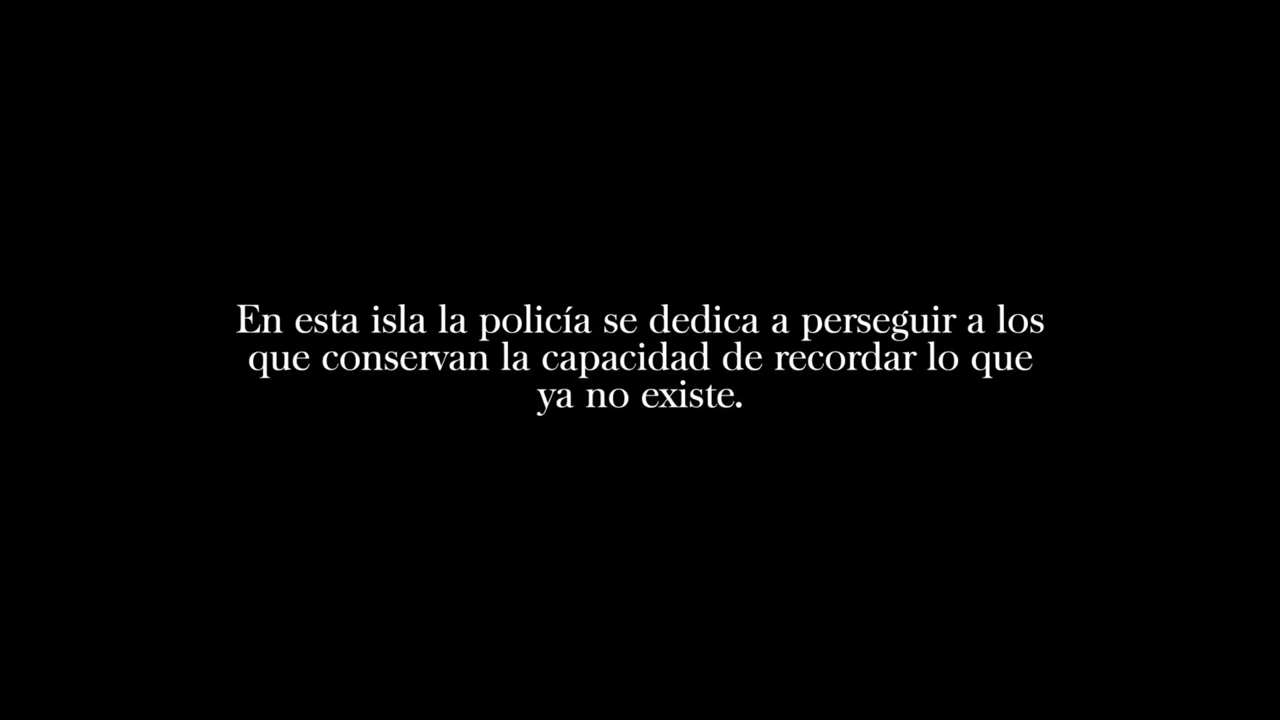 En esta isla la policía se dedica a perseguir a los
que conservan la capacidad de recordar lo que
ya no existe.